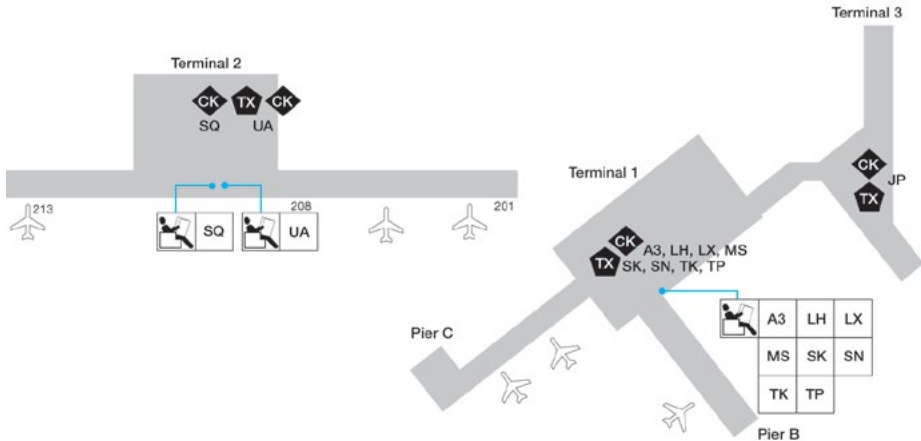 Terminal 3
Terminal 2
CK TX CK
SQ UA
Terminal 1
CK
JP
TX
213 208 201
SQ UA
CK
A3, LH, LX, MS
TX
SK, SN, TK, TP
A3 LH LX
Pier C
MS SK SN
TK TP
Pier B